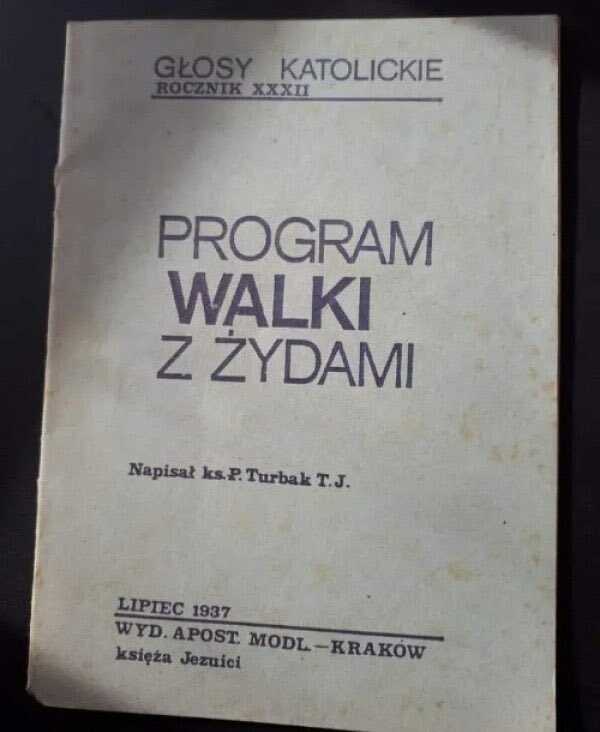 GŁOSY KATOLICKIE
ROCZNIK XXXII
PROGRAM
WALKI
Z ŻYDAMI
Napisał ks. P. Turbak T. J.
LIPIEC 1937
WYD. APOST. MODL. — KRAKÓW
księża Jezuici